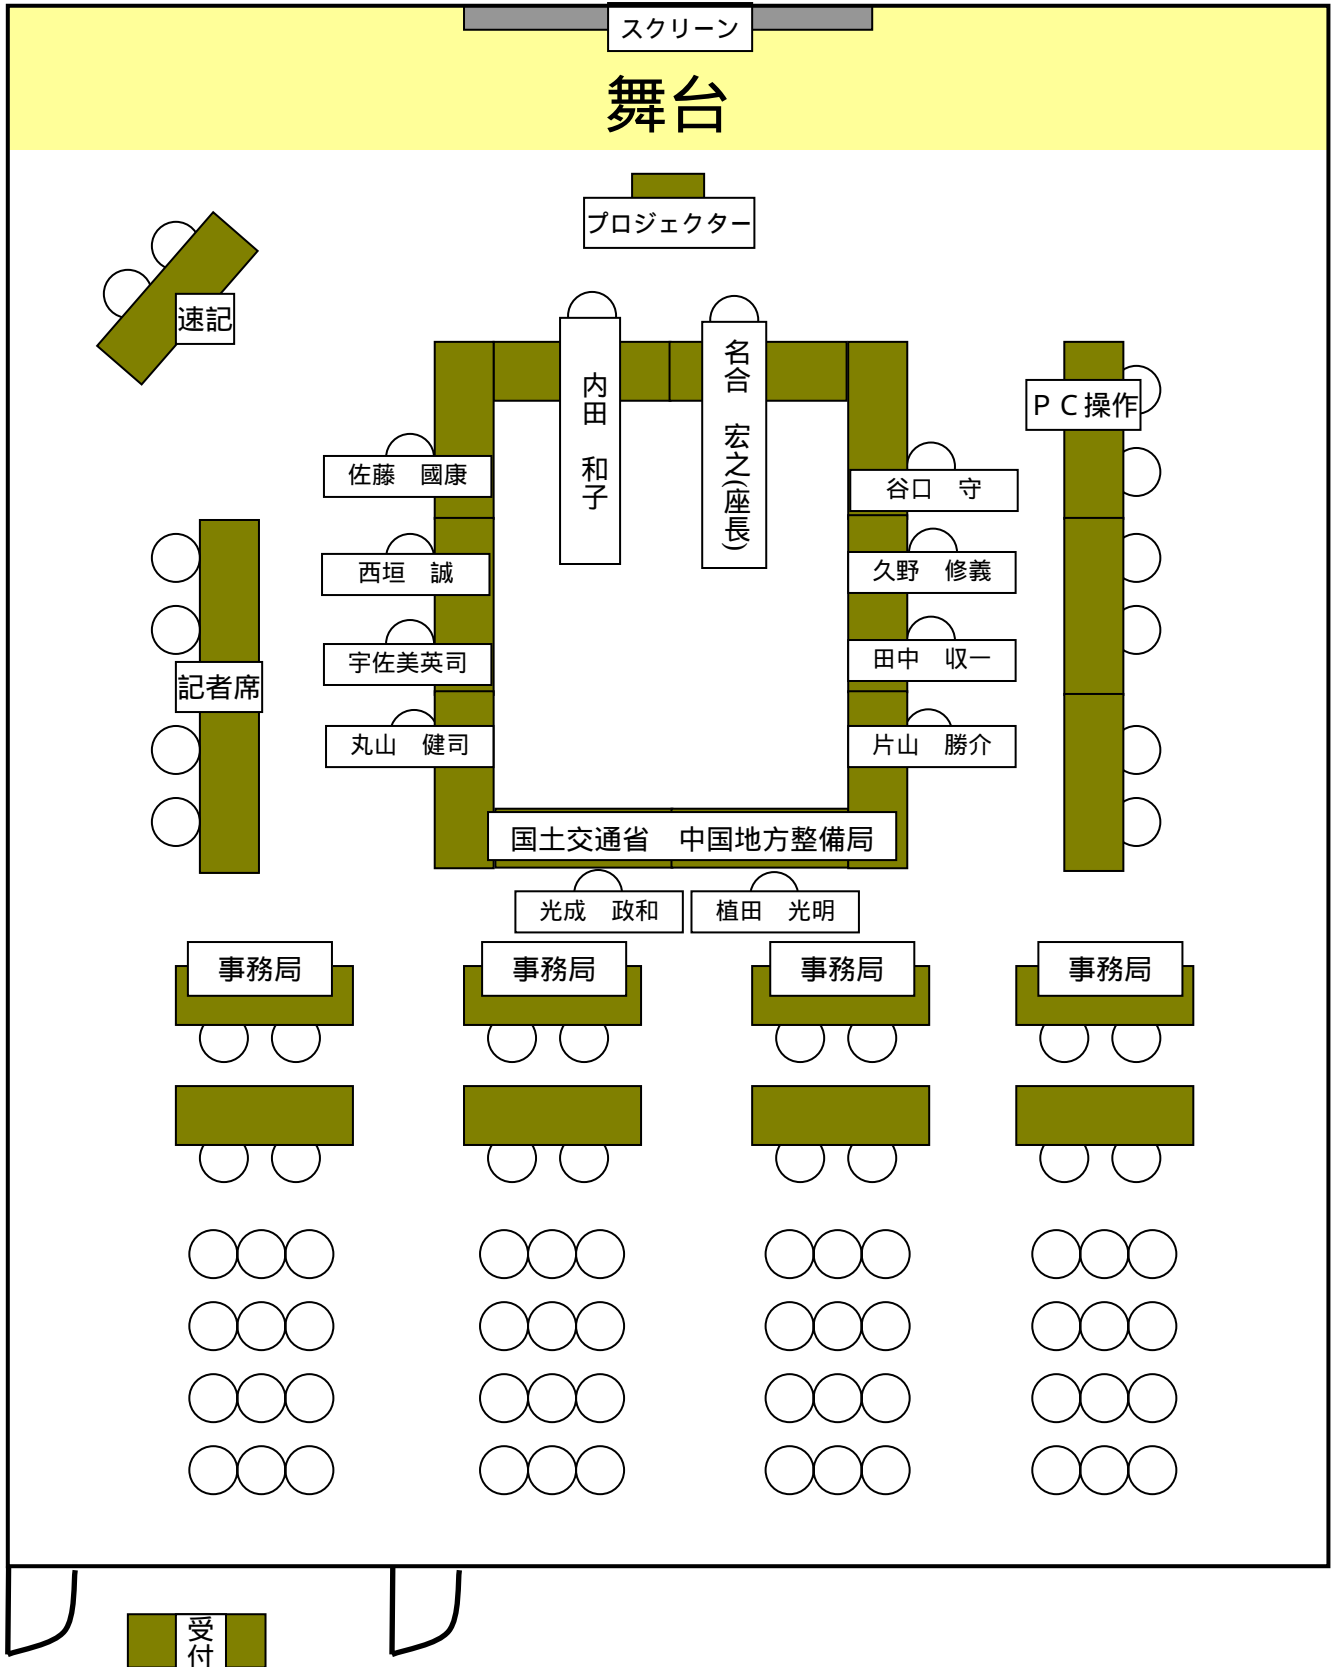 スクリーン
舞台
プロジェクター
速記
内田　和子
名合　宏之(座長)
ＰＣ操作
佐藤　國康
谷口　守
西垣　誠
久野　修義
宇佐美英司
田中　収一
記者席
丸山　健司
片山　勝介
国土交通省　中国地方整備局
光成　政和
植田　光明
事務局
事務局
事務局
事務局
受付